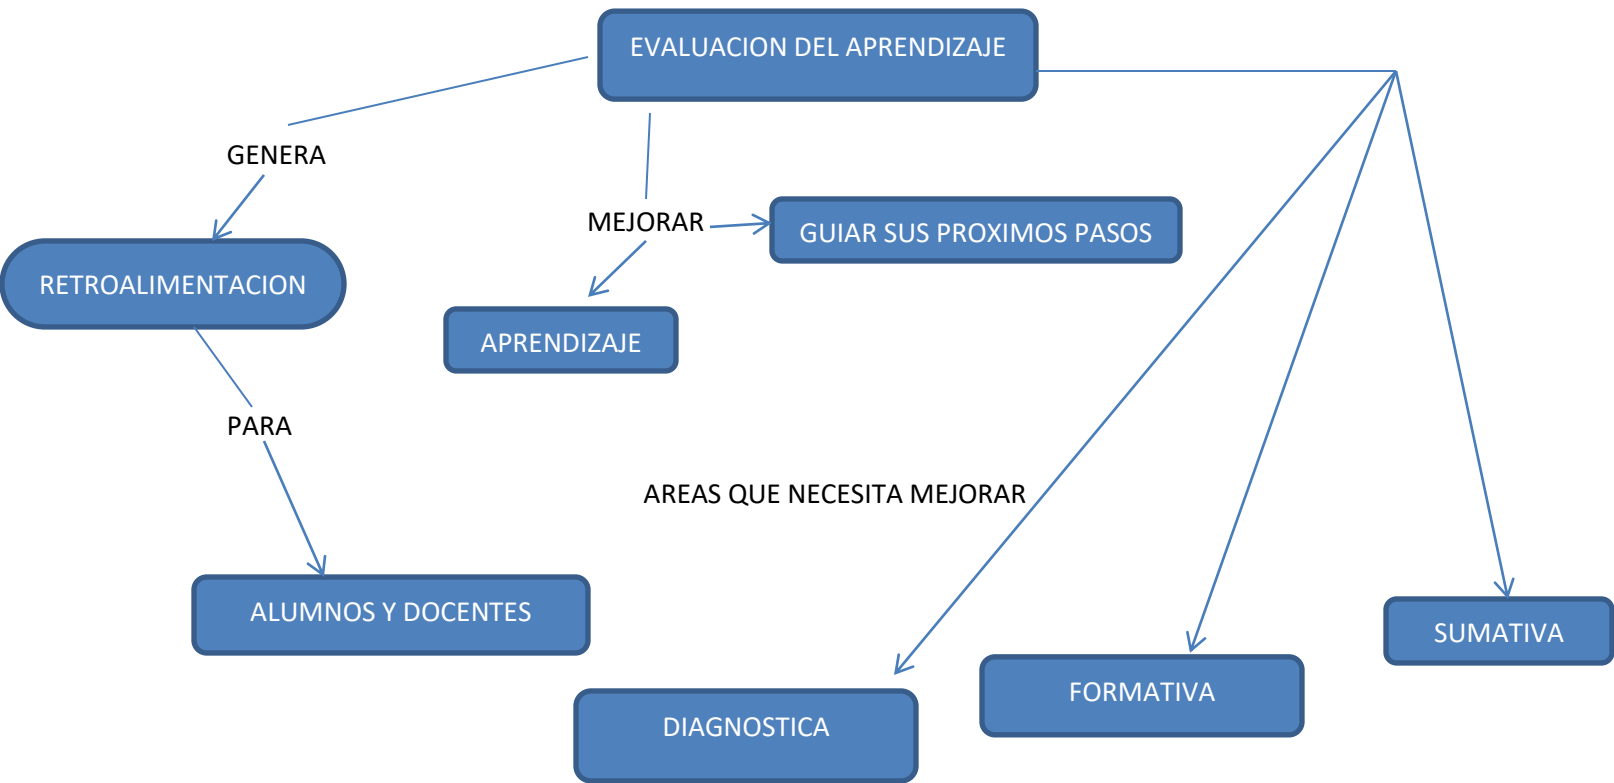 EVALUACION DEL APRENDIZAJE
GENERA
MEJORAR
GUIAR SUS PROXIMOS PASOS
RETROALIMENTACION
APRENDIZAJE
PARA
AREAS QUE NECESITA MEJORAR
ALUMNOS Y DOCENTES
SUMATIVA
FORMATIVA
DIAGNOSTICA